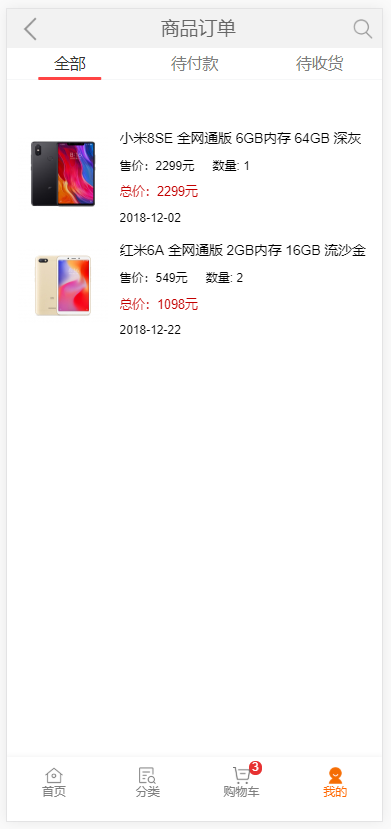 商品订单
全部 待付款 待收货
小米8SE 全网通版 6GB内存 64GB 深灰
售价：2299元 数量: 1
总价：2299元
2018-12-02
红米6A 全网通版 2GB内存 16GB 流沙金
售价：549元 数量: 2
总价：1098元
2018-12-22
3
首页 分类 购物车 我的